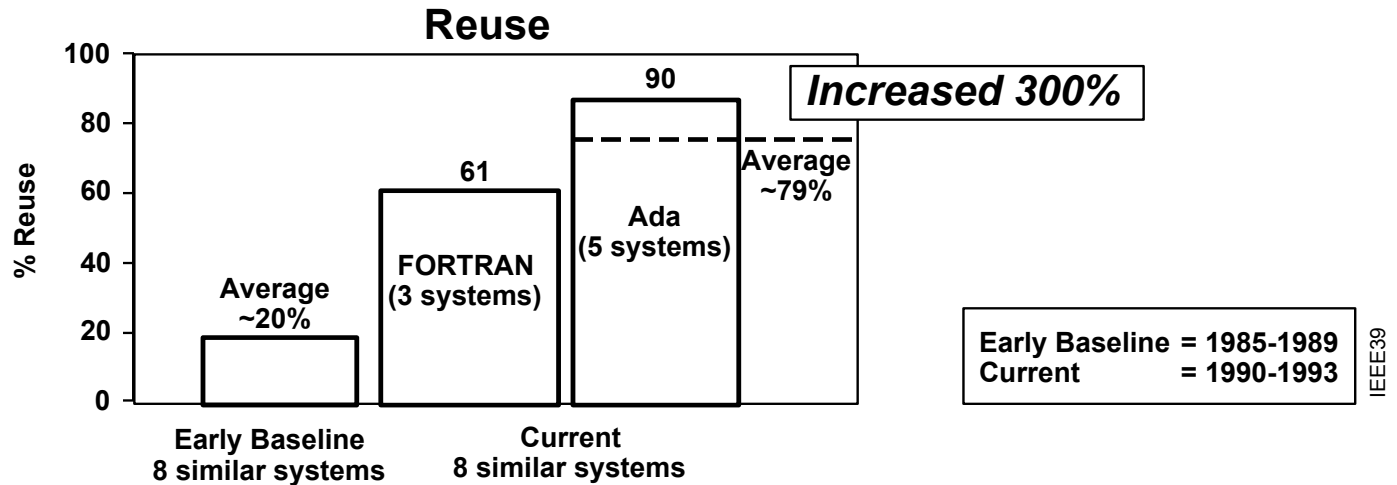 Reuse
100
80
60
40
20
0
% Reuse
Average
~20%
61
FORTRAN
(3 systems)
90
Ada
(5 systems)
Average
~79%
Increased 300%
Early Baseline
8 similar systems
Current
8 similar systems
Early Baseline = 1985-1989
Current = 1990-1993
IEEE39